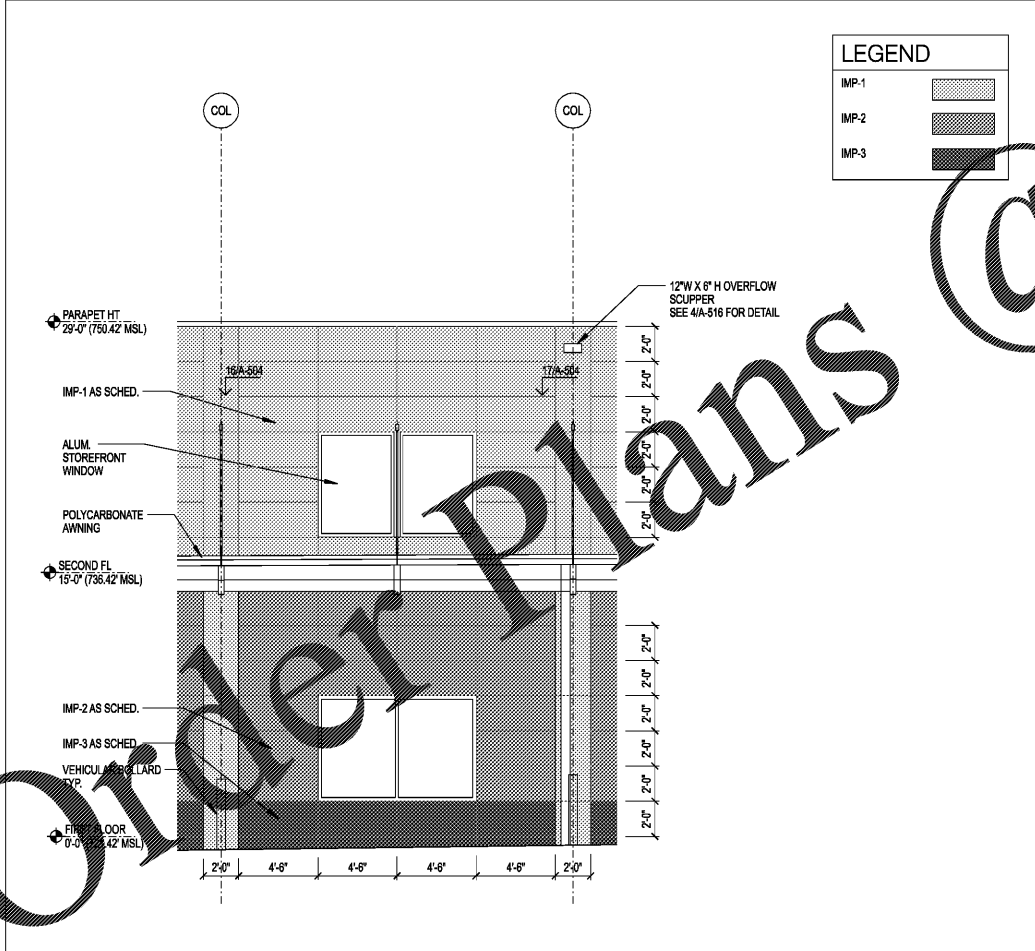 LEGEND
IMP-1
IMP-2
IMP-3
COL
COL
12"W X 6" H OVERFLOW
SCUPPER
SEE 4/A-516 FOR DETAIL
PARAPET HT
29'-0" (750.42' MSL)
16/A-504
17/A-504
IMP-1 AS SCHED.
ALUM.
STOREFRONT
WINDOW
POLYCARBONATE
AWNING
SECOND FL
15'-0" (736.42' MSL)
2'-0"
2'-0"
2'-0"
2'-0"
2'-0"
2'-0"
2'-0"
2'-0"
2'-0"
2'-0"
2'-0"
2'-0"
IMP-2 AS SCHED.
IMP-3 AS SCHED.
VEHICULAR BOLLARD
TYP.
FIRST FLOOR
0'-0" (721.42' MSL)
2'-0"
4'-6"
4'-6"
4'-6"
4'-6"
2'-0"
Order Plans ©